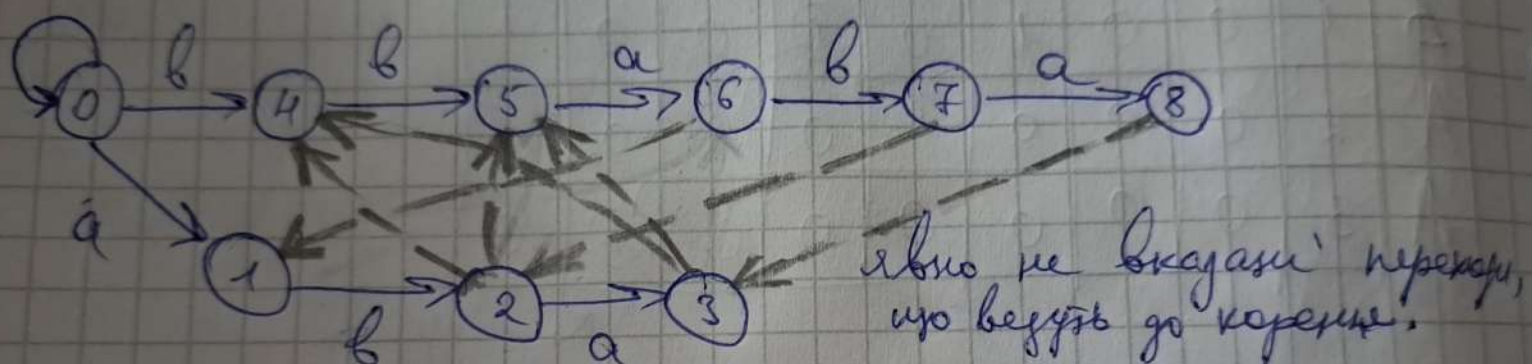 в в а в а
0 4 5 6 7 8
а
1 2 3
в а
явно не вказані переходи,
що ведуть до кореня.